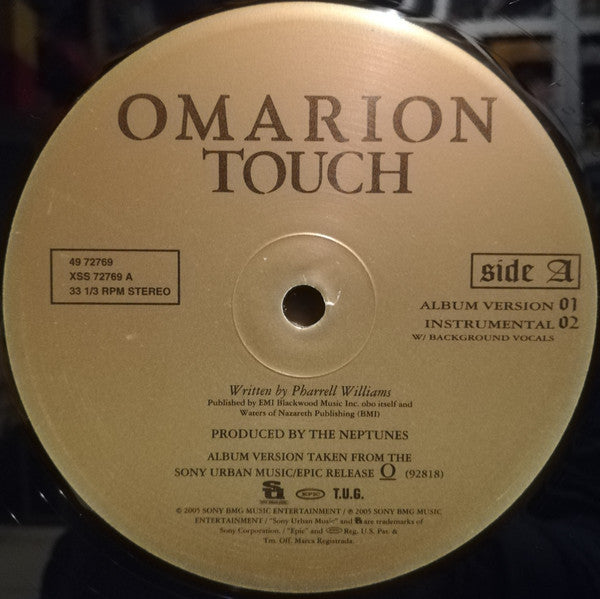 OMARION
TOUCH
49 72769
XSS 72769 A
33 1/3 RPM STEREO
side A
ALBUM VERSION 01
INSTRUMENTAL 02
W/ BACKGROUND VOCALS
Written by Pharrell Williams
Published by EMI Blackwood Music Inc. obo itself and
Waters of Nazareth Publishing (BMI)
PRODUCED BY THE NEPTUNES
ALBUM VERSION TAKEN FROM THE
SONY URBAN MUSIC/EPIC RELEASE O (92818)
EPIC T.U.G.
© 2005 SONY BMG MUSIC ENTERTAINMENT / ℗ 2005 SONY BMG MUSIC
ENTERTAINMENT / "Sony Urban Music" and are trademarks of
Sony Corporation. / "Epic" and Reg. U.S. Pat. &
Tm. Off. Marca Registrada.